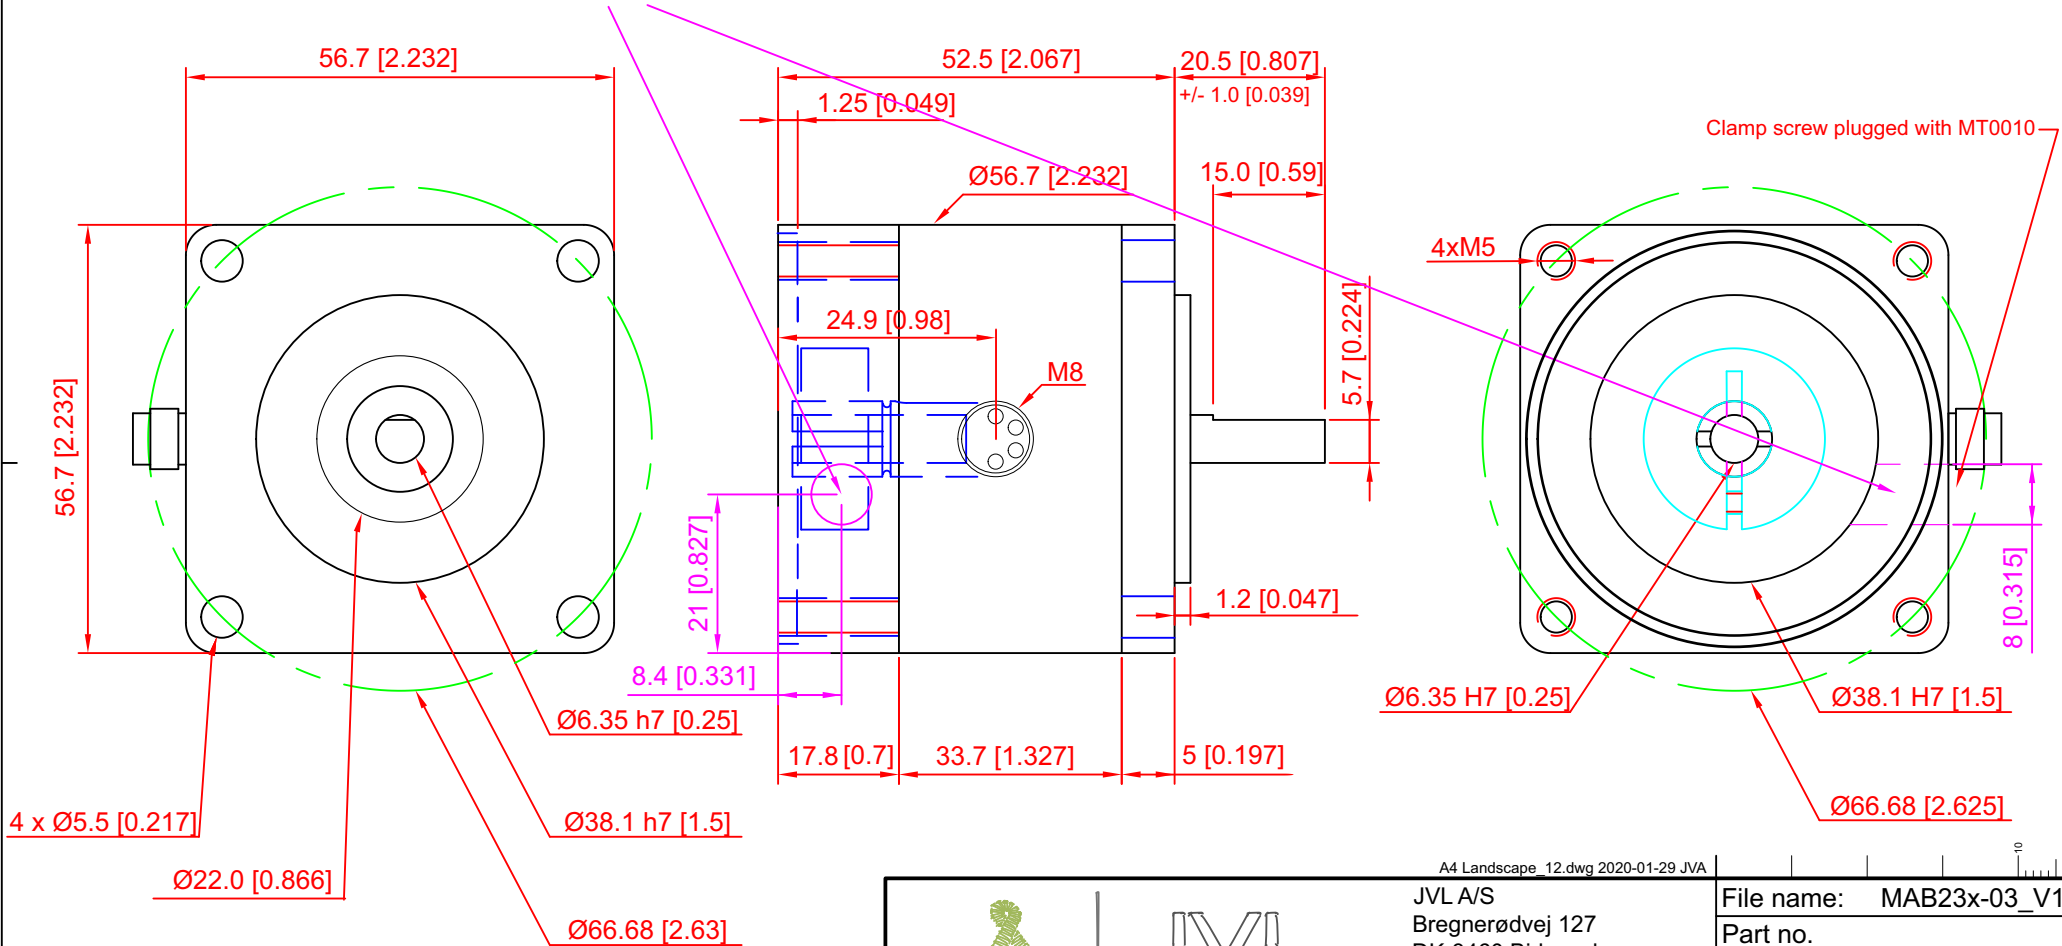 56.7 [2.232]
52.5 [2.067]
20.5 [0.807]
+/- 1.0 [0.039]
1.25 [0.049]
Clamp screw plugged with MT0010
Ø56.7 [2.232]
15.0 [0.59]
4xM5
24.9 [0.98]
5.7 [0.224]
M8
56.7 [2.232]
21 [0.827]
1.2 [0.047]
8 [0.315]
8.4 [0.331]
Ø6.35 h7 [0.25]
Ø6.35 H7 [0.25]
Ø38.1 H7 [1.5]
17.8 [0.7]
33.7 [1.327]
5 [0.197]
4 x Ø5.5 [0.217]
Ø38.1 h7 [1.5]
Ø66.68 [2.625]
Ø22.0 [0.866]
Ø66.68 [2.63]
10
A4 Landscape_12.dwg 2020-01-29 JVA
JVL A/S
Bregnerødvej 127
File name: MAB23x-03_V1
Part no.